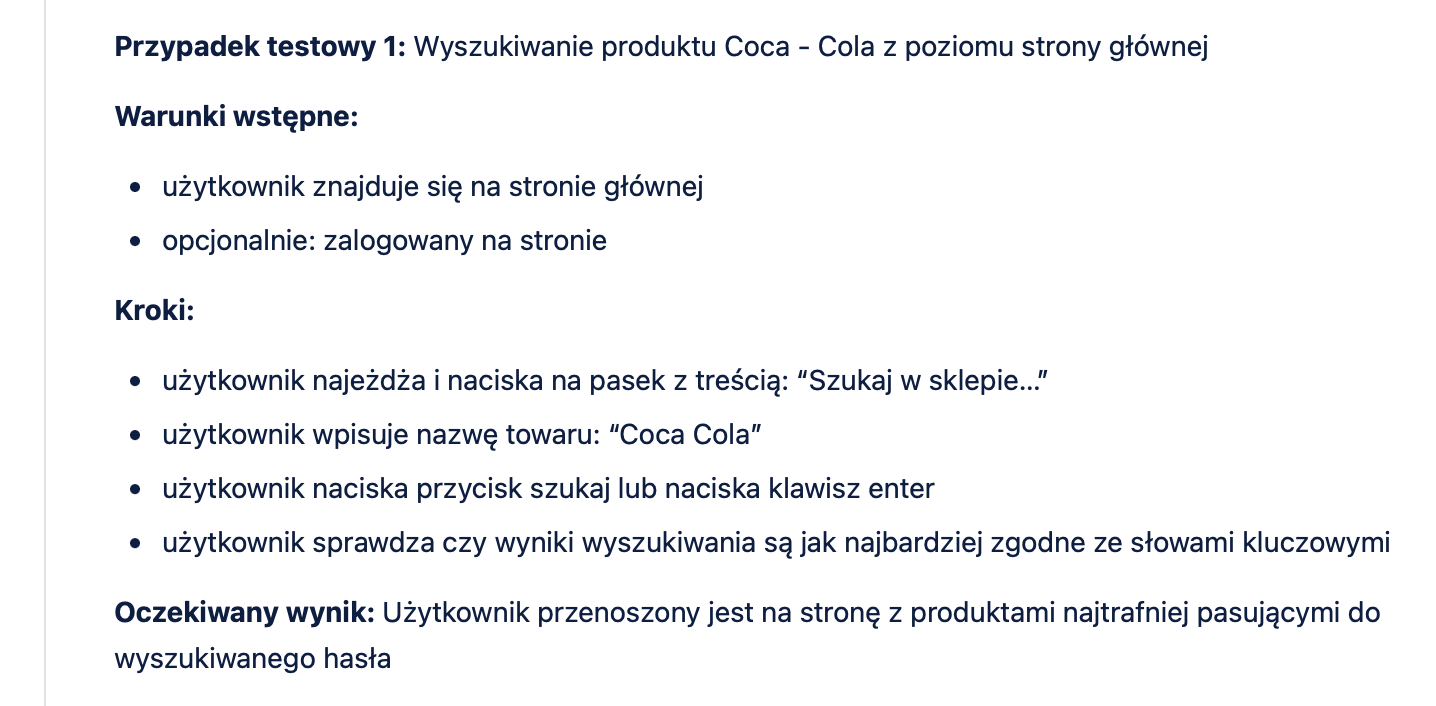 Przypadek testowy 1: Wyszukiwanie produktu Coca - Cola z poziomu strony głównej
Warunki wstępne:
• użytkownik znajduje się na stronie głównej
• opcjonalnie: zalogowany na stronie
Kroki:
• użytkownik najeżdża i naciska na pasek z treścią: “Szukaj w sklepie...”
• użytkownik wpisuje nazwę towaru: “Coca Cola”
• użytkownik naciska przycisk szukaj lub naciska klawisz enter
• użytkownik sprawdza czy wyniki wyszukiwania są jak najbardziej zgodne ze słowami kluczowymi
Oczekiwany wynik: Użytkownik przenoszony jest na stronę z produktami najtrafniej pasującymi do
wyszukiwanego hasła